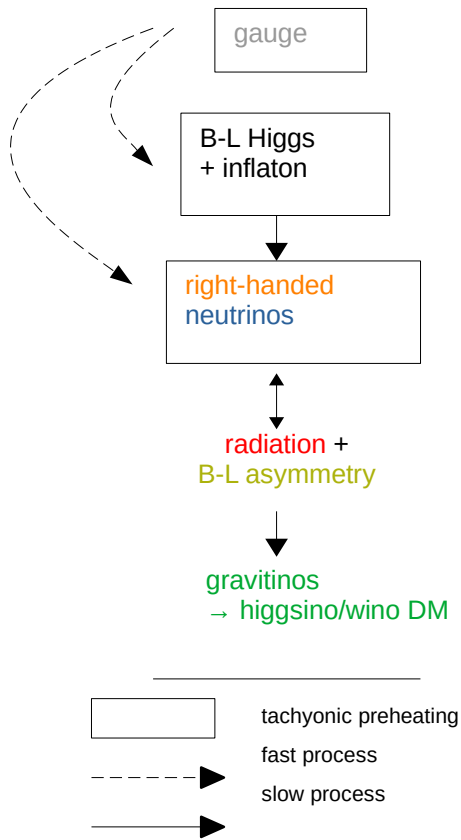 gauge
B-L Higgs
+ inflaton
right-handed
neutrinos
radiation +
B-L asymmetry
gravitinos
→ higgsino/wino DM
tachyonic preheating
fast process
slow process